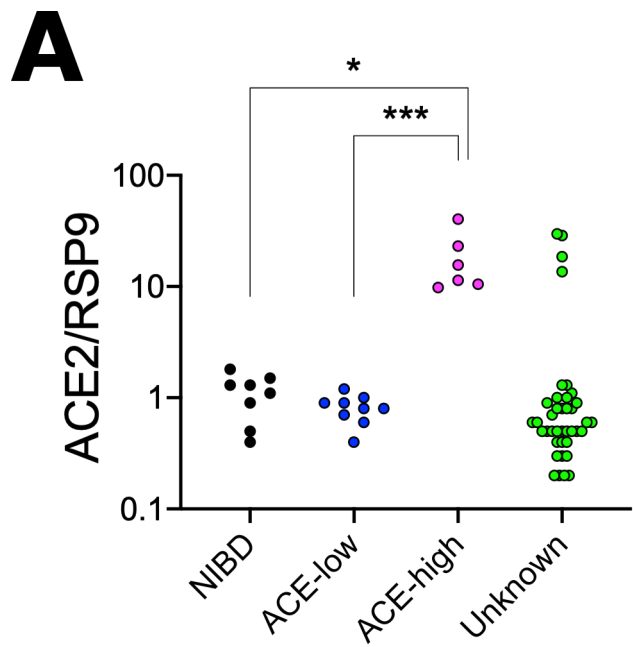 A
*
***
100
10
1
0.1
ACE2/RSP9
NIBD
ACE-low
ACE-high
Unknown